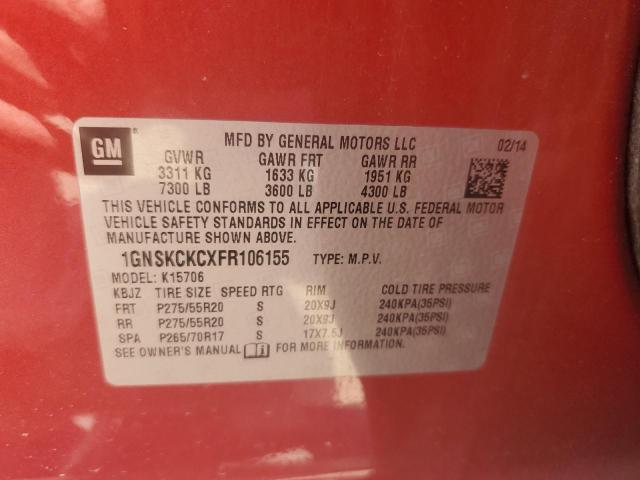 GM ® MFD BY GENERAL MOTORS LLC 02/14
GVWR GAWR FRT GAWR RR
3311 KG 1633 KG 1951 KG
7300 LB 3600 LB 4300 LB
THIS VEHICLE CONFORMS TO ALL APPLICABLE U.S. FEDERAL MOTOR
VEHICLE SAFETY STANDARDS IN EFFECT ON THE DATE OF
MANUFACTURE SHOWN ABOVE.
1GNSKCKCXFR106155 TYPE: M.P.V.
MODEL: K15706
KBJZ TIRE SIZE SPEED RTG RIM COLD TIRE PRESSURE
FRT P275/55R20 S 20X9J 240KPA(35PSI)
RR P275/55R20 S 20X9J 240KPA(35PSI)
SPA P265/70R17 S 17X7.5J 240KPA(35PSI)
SEE OWNER'S MANUAL FOR MORE INFORMATION.